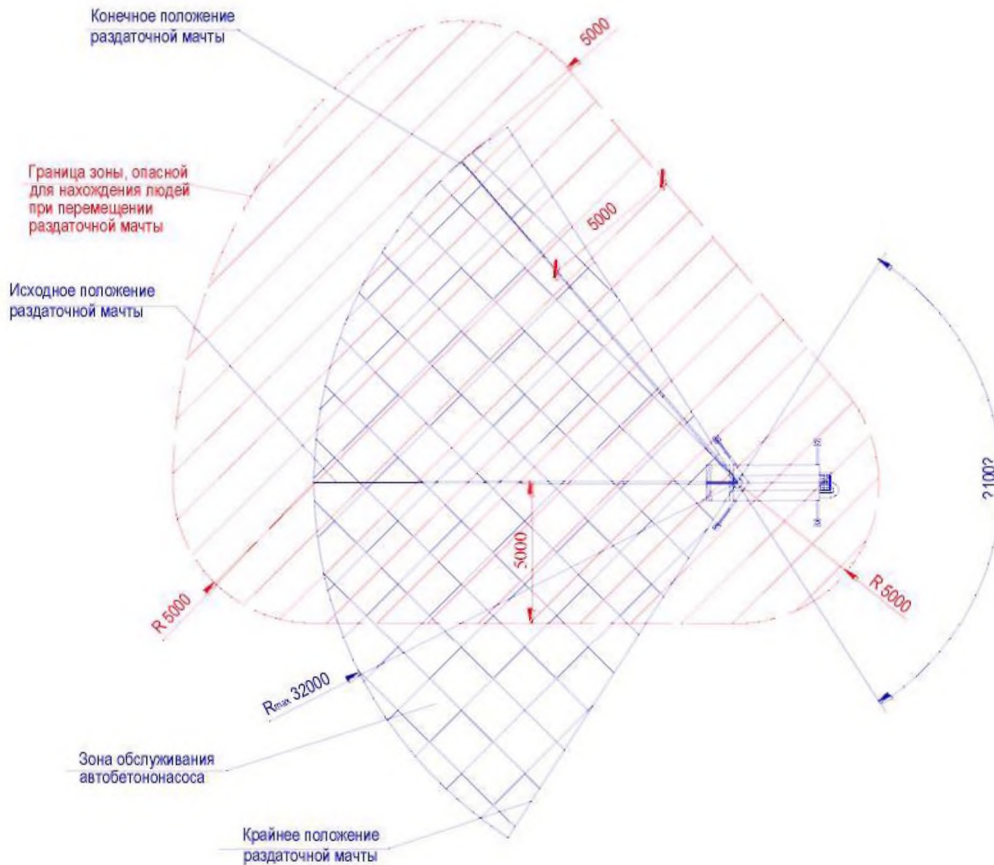 Конечное положение
раздаточной мачты
5000
Граница зоны, опасной
для нахождения людей
при перемещении
раздаточной мачты
5000
Исходное положение
раздаточной мачты
?100?
5000
R 5000
R 5000
Rmax 32000
Зона обслуживания
автобетононасоса
Крайнее положение
раздаточной мачты